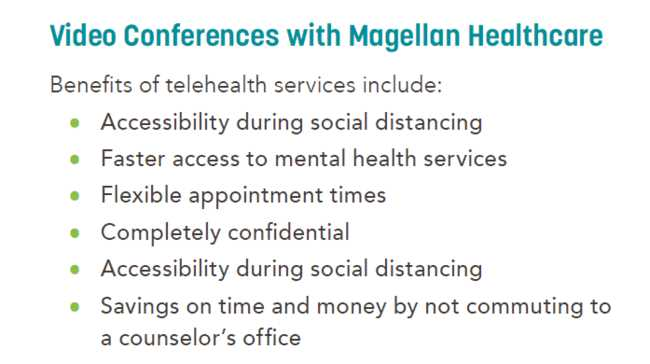 Video Conferences with Magellan Healthcare
Benefits of telehealth services include:
• Accessibility during social distancing
• Faster access to mental health services
• Flexible appointment times
• Completely confidential
• Accessibility during social distancing
• Savings on time and money by not commuting to
a counselor's office